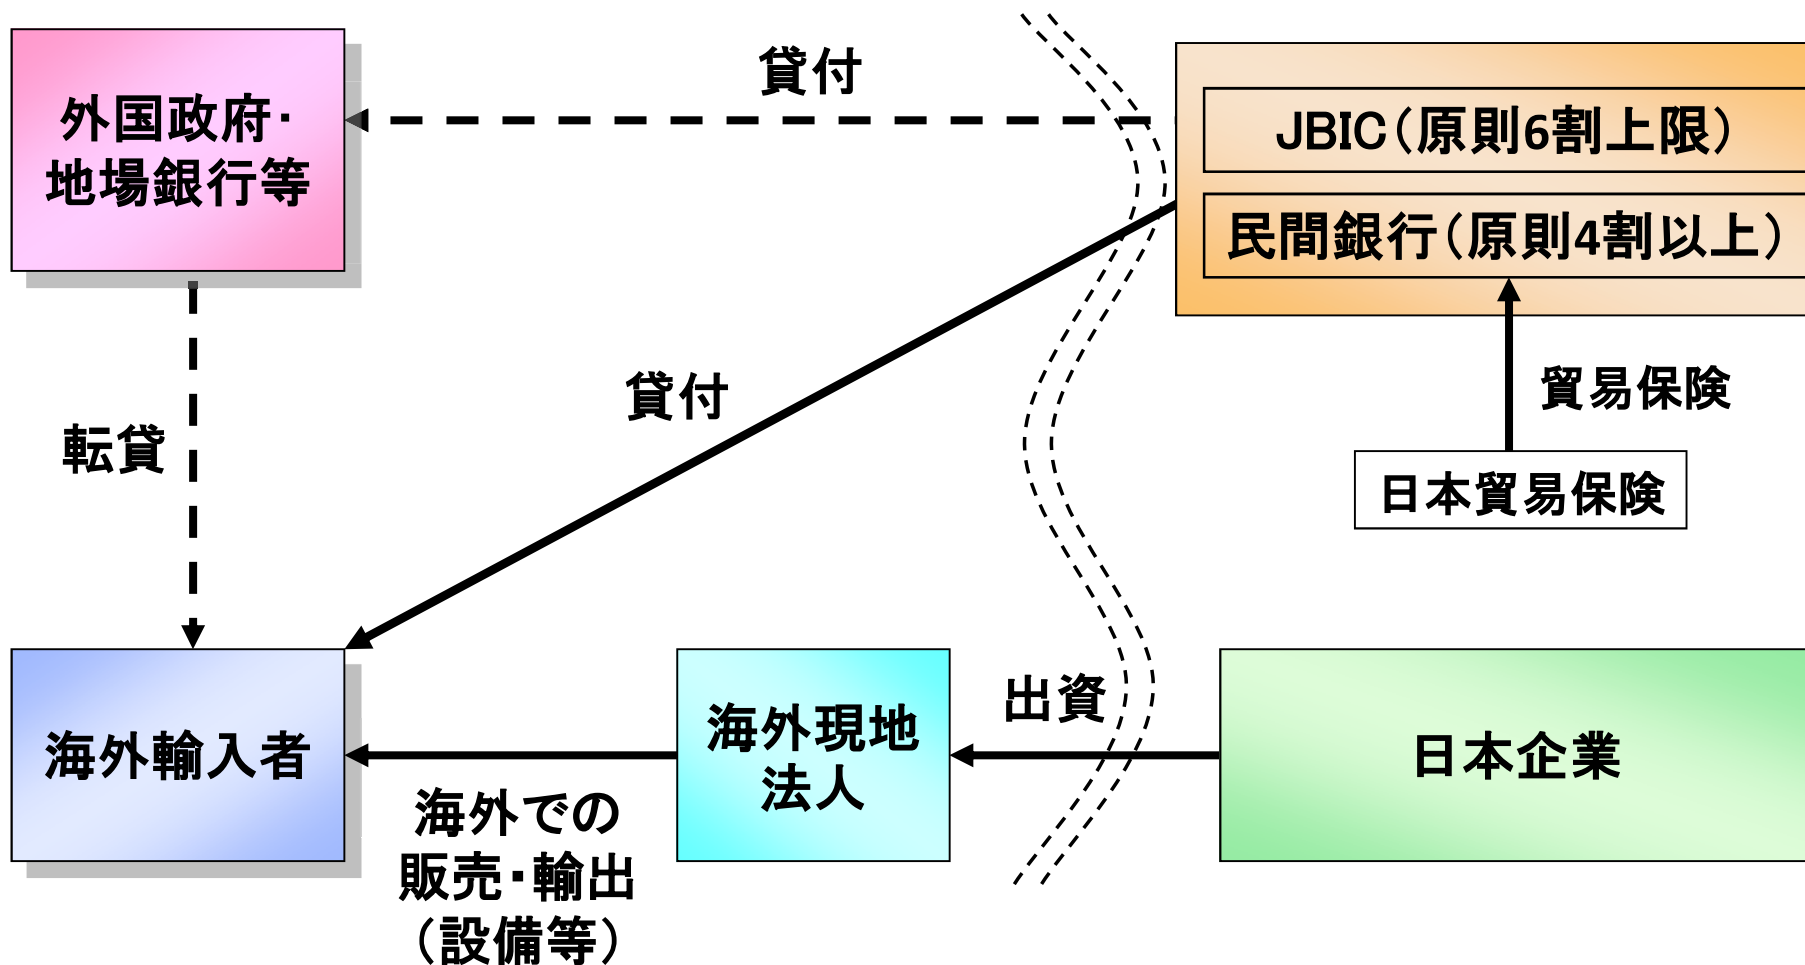 貸付
外国政府・
地場銀行等
JBIC（原則6割上限）
民間銀行（原則4割以上）
貸付
貿易保険
転貸
日本貿易保険
出資
海外輸入者
海外現地
法人
日本企業
海外での
販売・輸出
（設備等）